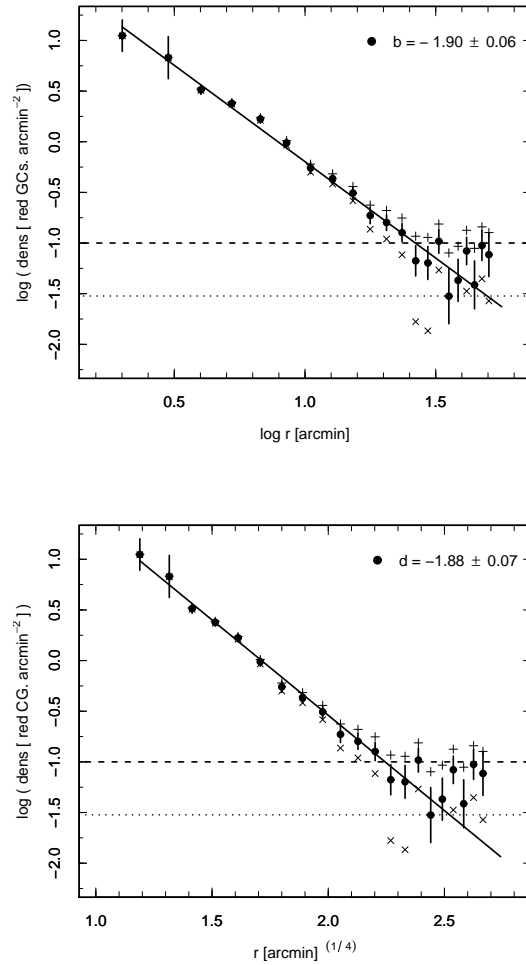 b = − 1.90 ± 0.06
log ( dens [ red GCs. arcmin−2 ])
1.0
0.5
0.0
−0.5
−1.0
−1.5
−2.0
0.5 1.0 1.5
log r [arcmin]
d = −1.88 ± 0.07
log ( dens [ red CG. arcmin−2 ])
1.0
0.5
0.0
−0.5
−1.0
−1.5
−2.0
1.0 1.5 2.0 2.5
r [arcmin] (1/4)